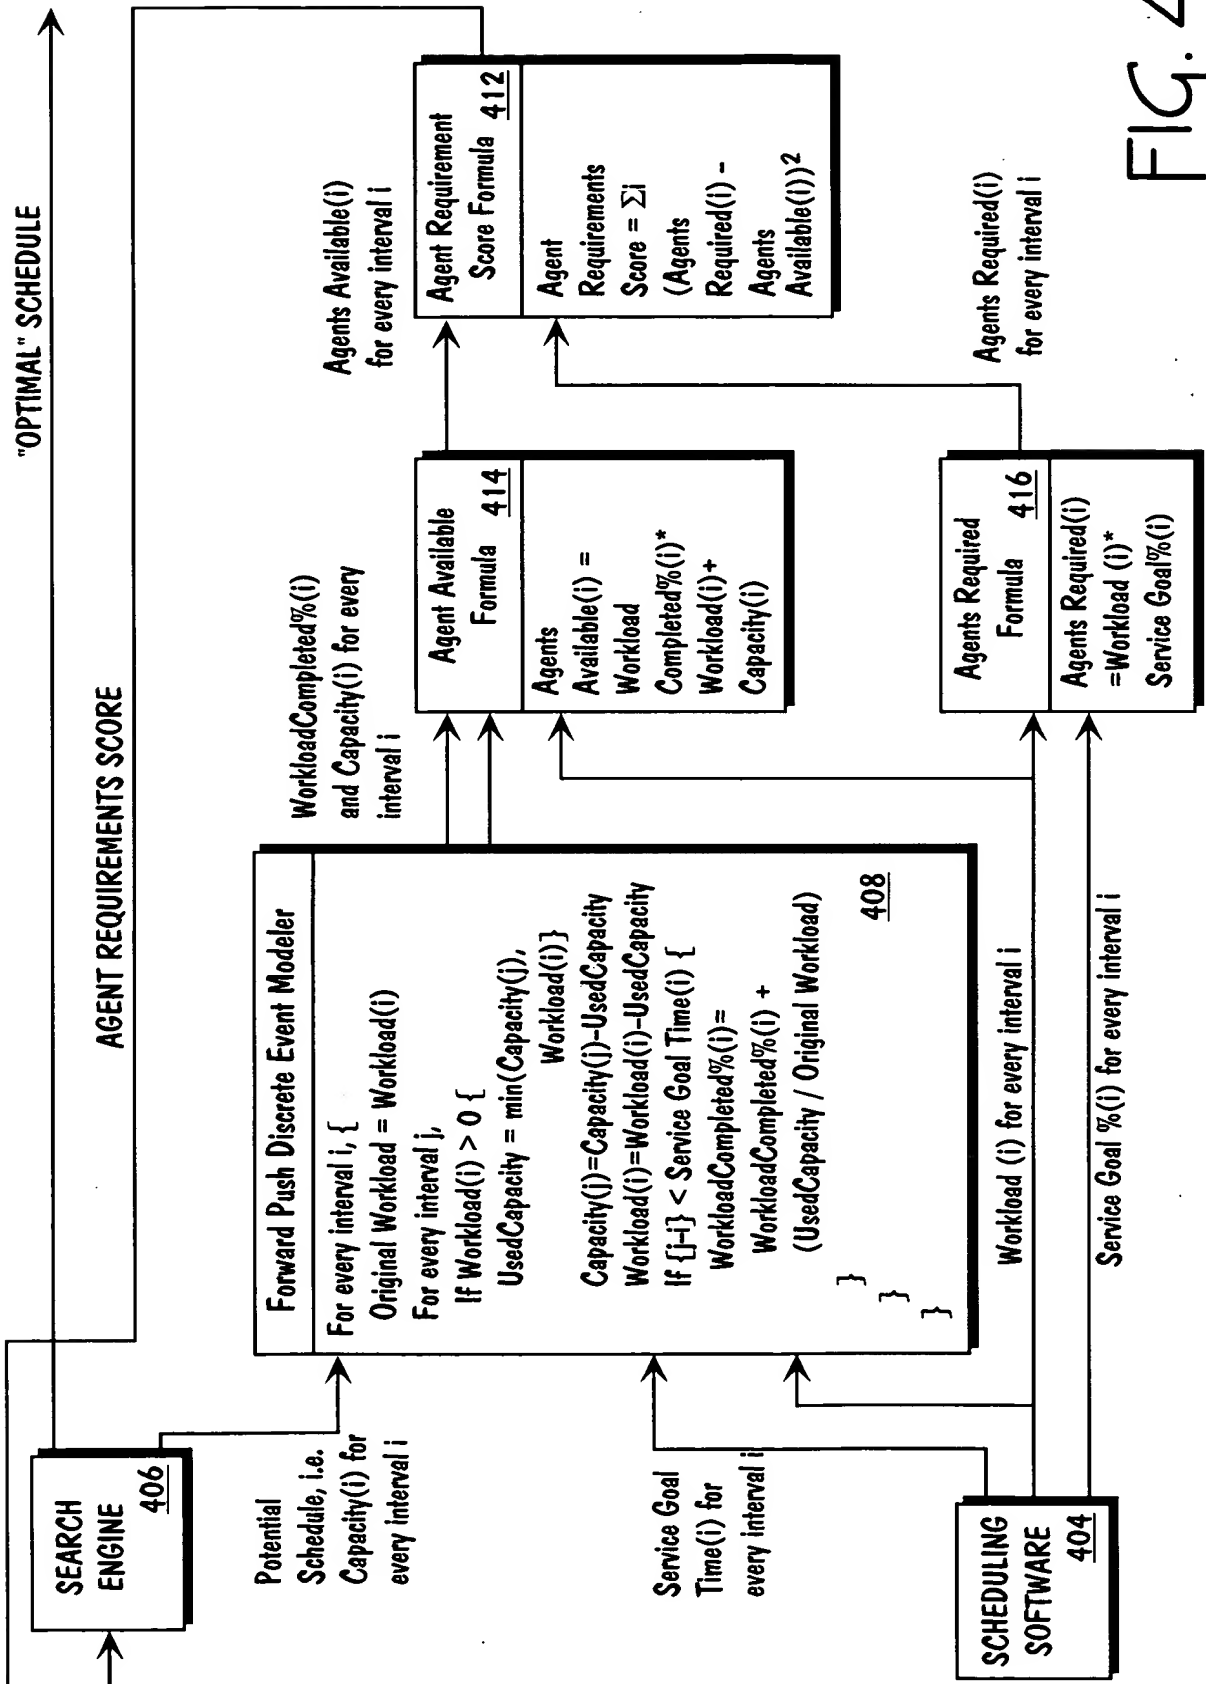 "OPTIMAL" SCHEDULE
AGENT REQUIREMENTS SCORE
SEARCH
ENGINE
406
Potential
Schedule, i.e.
Capacity(i) for
every interval i
Forward Push Discrete Event Modeler
For every interval i, {
Original Workload = Workload(i)
For every interval j,
If Workload(i) > 0 {
UsedCapacity = min(Capacity(j),
Workload(i)}
Capacity(j)=Capacity(j)-UsedCapacity
Workload(i)=Workload(i)-UsedCapacity
If {j-i} < Service Goal Time(i) {
WorkloadCompleted%(i)=
WorkloadCompleted%(i) +
(UsedCapacity / Original Workload)
}
}
}
408
WorkloadCompleted%(i)
and Capacity(i) for every
interval i
Agent Available
Formula 414
Agents
Available(i) =
Workload
Completed%(i)*
Workload(i)+
Capacity(i)
Agents Available(i)
for every interval i
Agent Requirement
Score Formula 412
Agent
Requirements
Score = Σi
(Agents
Required(i) -
Agents
Available(i))²
Service Goal
Time(i) for
every interval i
SCHEDULING
SOFTWARE
404
Workload (i) for every interval i
Service Goal %(i) for every interval i
Agents Required
Formula 416
Agents Required(i)
=Workload (i)*
Service Goal%(i)
Agents Required(i)
for every interval i
FIG. 4